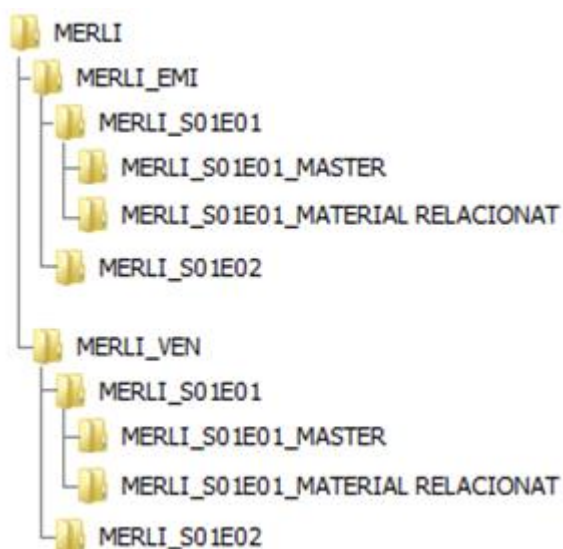 MERLI
MERLI_EMI
MERLI_S01E01
MERLI_S01E01_MASTER
MERLI_S01E01_MATERIAL RELACIONAT
MERLI_S01E02
MERLI_VEN
MERLI_S01E01
MERLI_S01E01_MASTER
MERLI_S01E01_MATERIAL RELACIONAT
MERLI_S01E02